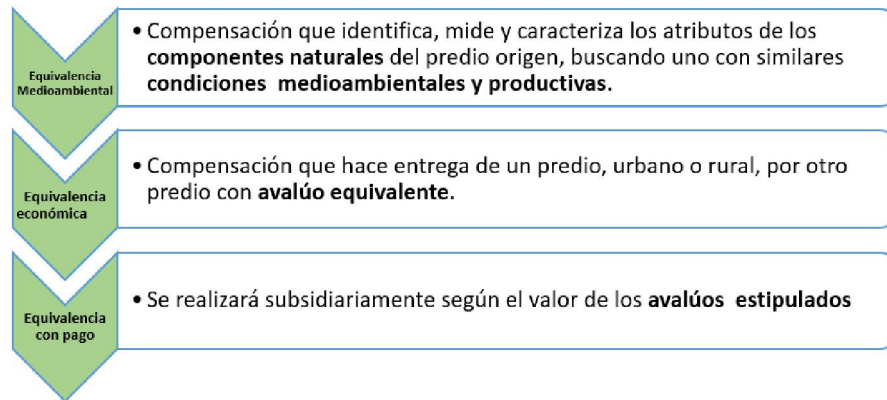 Equivalencia
Medioambiental
• Compensación que identifica, mide y caracteriza los atributos de los
componentes naturales del predio origen, buscando uno con similares
condiciones medioambientales y productivas.
Equivalencia
económica
• Compensación que hace entrega de un predio, urbano o rural, por otro
predio con avalúo equivalente.
Equivalencia
con pago
• Se realizará subsidiariamente según el valor de los avalúos estipulados